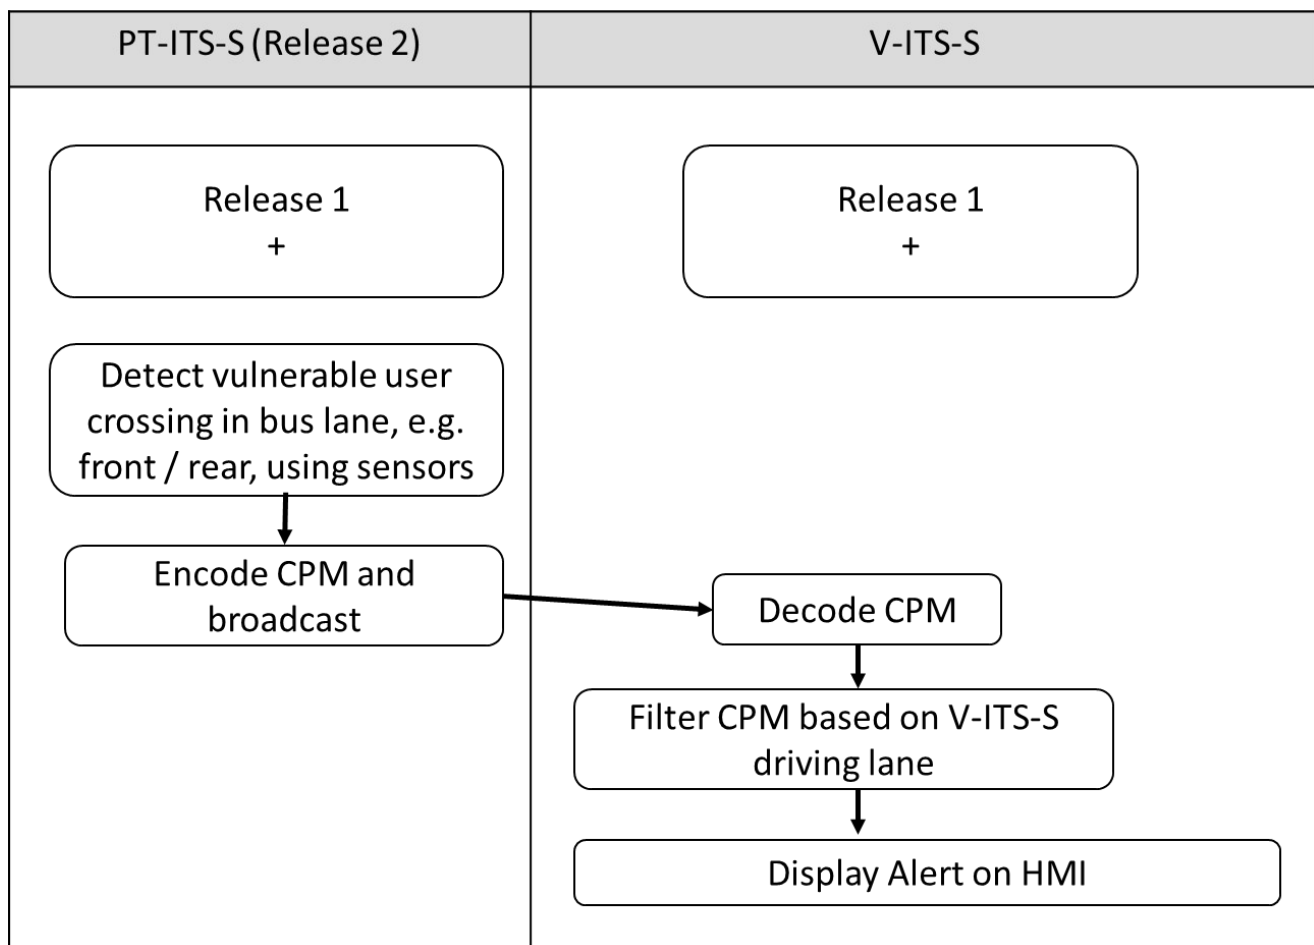 PT-ITS-S (Release 2)
V-ITS-S
Release 1
+
Release 1
+
Detect vulnerable user
crossing in bus lane, e.g.
front / rear, using sensors
Encode CPM and
broadcast
Decode CPM
Filter CPM based on V-ITS-S
driving lane
Display Alert on HMI